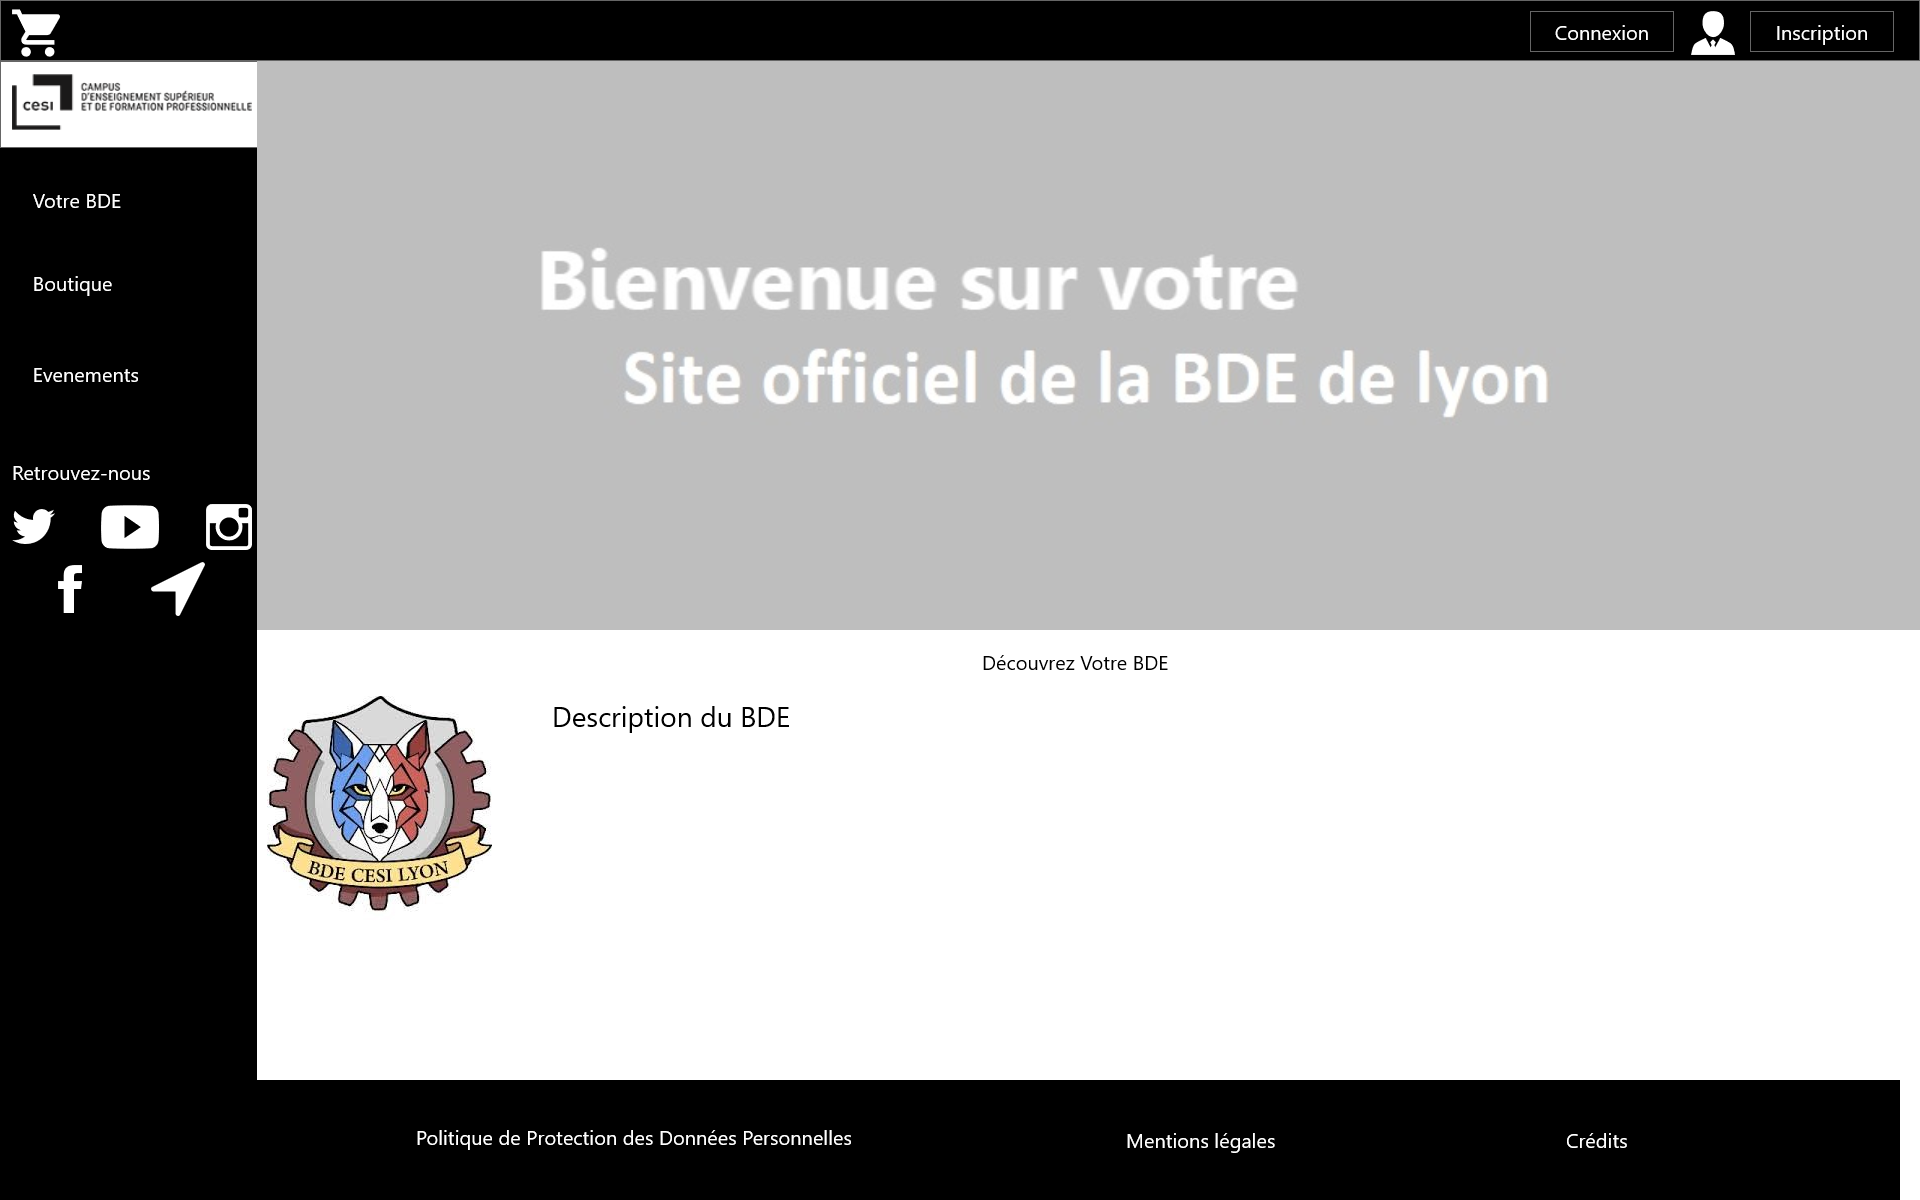 Connexion
Inscription
cesi
CAMPUS
D'ENSEIGNEMENT SUPÉRIEUR
ET DE FORMATION PROFESSIONNELLE
Votre BDE
Boutique
Evenements
Retrouvez-nous
Bienvenue sur votre
Site officiel de la BDE de lyon
Découvrez Votre BDE
Description du BDE
BDE CESI LYON
Politique de Protection des Données Personnelles
Mentions légales
Crédits